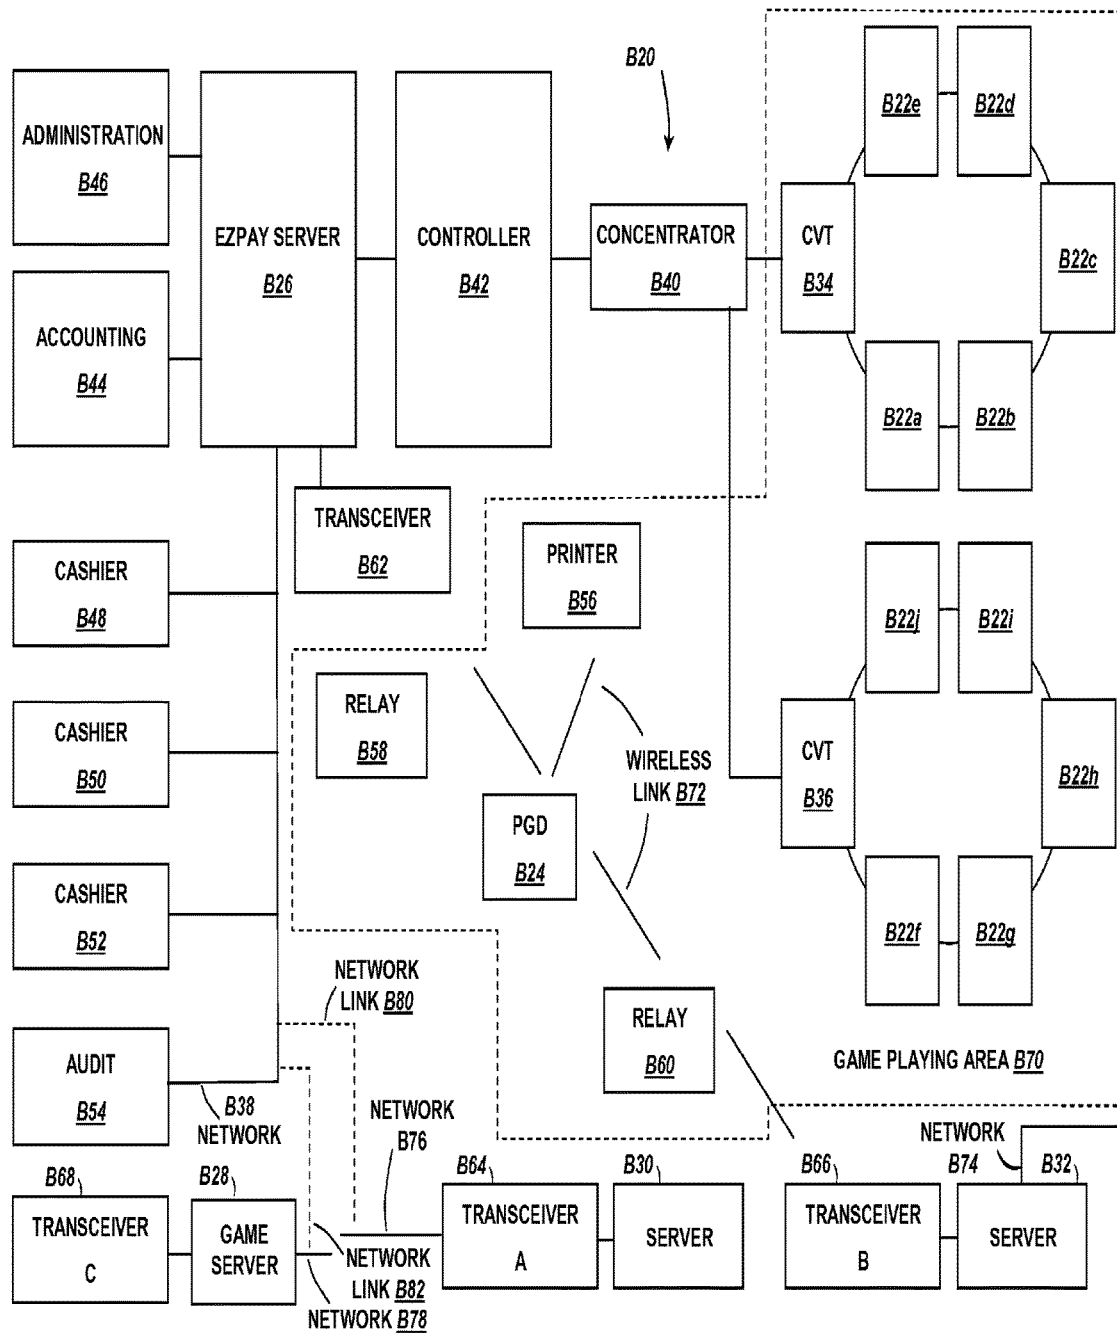 B20
ADMINISTRATION
B46
ACCOUNTING
B44
EZPAY SERVER
B26
CONTROLLER
B42
CONCENTRATOR
B40
CVT
B34
B22e
B22d
B22c
B22a
B22b
TRANSCEIVER
B62
PRINTER
B56
CASHIER
B48
RELAY
B58
CASHIER
B50
WIRELESS
LINK B72
PGD
B24
CVT
B36
B22j
B22i
B22h
B22f
B22g
CASHIER
B52
NETWORK
LINK B80
RELAY
B60
GAME PLAYING AREA B70
AUDIT
B54
B38
NETWORK
NETWORK
B76
NETWORK
B74
B68
TRANSCEIVER
C
B28
GAME
SERVER
NETWORK
LINK B82
NETWORK B78
B64
TRANSCEIVER
A
B30
SERVER
B66
TRANSCEIVER
B
B32
SERVER